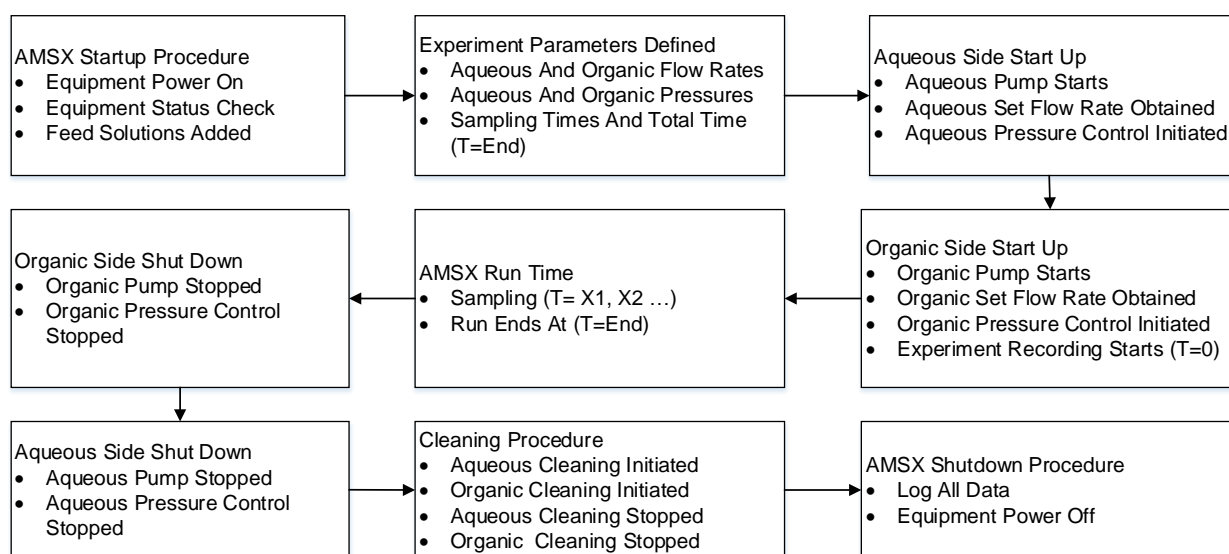 AMSX Startup Procedure
• Equipment Power On
• Equipment Status Check
• Feed Solutions Added
Experiment Parameters Defined
• Aqueous And Organic Flow Rates
• Aqueous And Organic Pressures
• Sampling Times And Total Time
(T=End)
Aqueous Side Start Up
• Aqueous Pump Starts
• Aqueous Set Flow Rate Obtained
• Aqueous Pressure Control Initiated
Organic Side Start Up
• Organic Pump Starts
• Organic Set Flow Rate Obtained
• Organic Pressure Control Initiated
• Experiment Recording Starts (T=0)
AMSX Run Time
• Sampling (T= X1, X2 ...)
• Run Ends At (T=End)
Organic Side Shut Down
• Organic Pump Stopped
• Organic Pressure Control
Stopped
Aqueous Side Shut Down
• Aqueous Pump Stopped
• Aqueous Pressure Control
Stopped
Cleaning Procedure
• Aqueous Cleaning Initiated
• Organic Cleaning Initiated
• Aqueous Cleaning Stopped
• Organic  Cleaning Stopped
AMSX Shutdown Procedure
• Log All Data
• Equipment Power Off